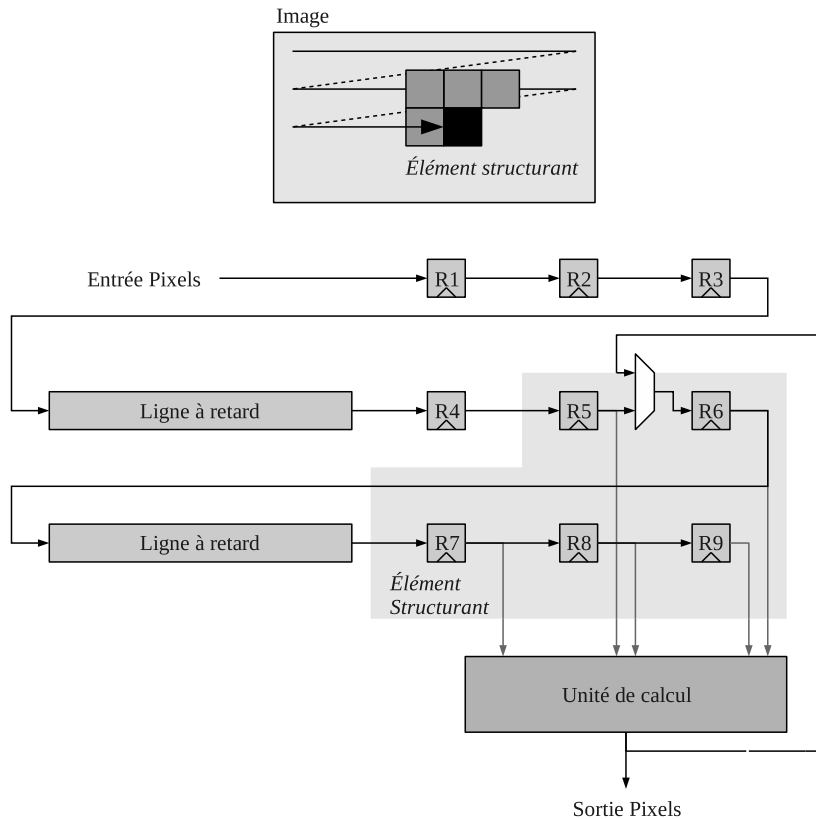 Image
Élément structurant
Entrée Pixels
R1
R2
R3
Ligne à retard
R4
R5
R6
Ligne à retard
R7
R8
R9
Élément
Structurant
Unité de calcul
Sortie Pixels